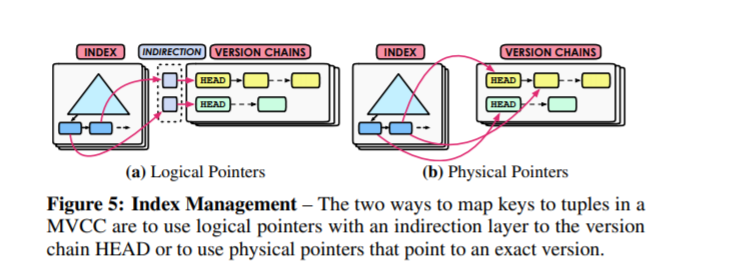 INDEX INDIRECTION VERSION CHAINS INDEX VERSION CHAINS
HEAD HEAD
HEAD HEAD
(a) Logical Pointers (b) Physical Pointers
Figure 5: Index Management – The two ways to map keys to tuples in a
MVCC are to use logical pointers with an indirection layer to the version
chain HEAD or to use physical pointers that point to an exact version.